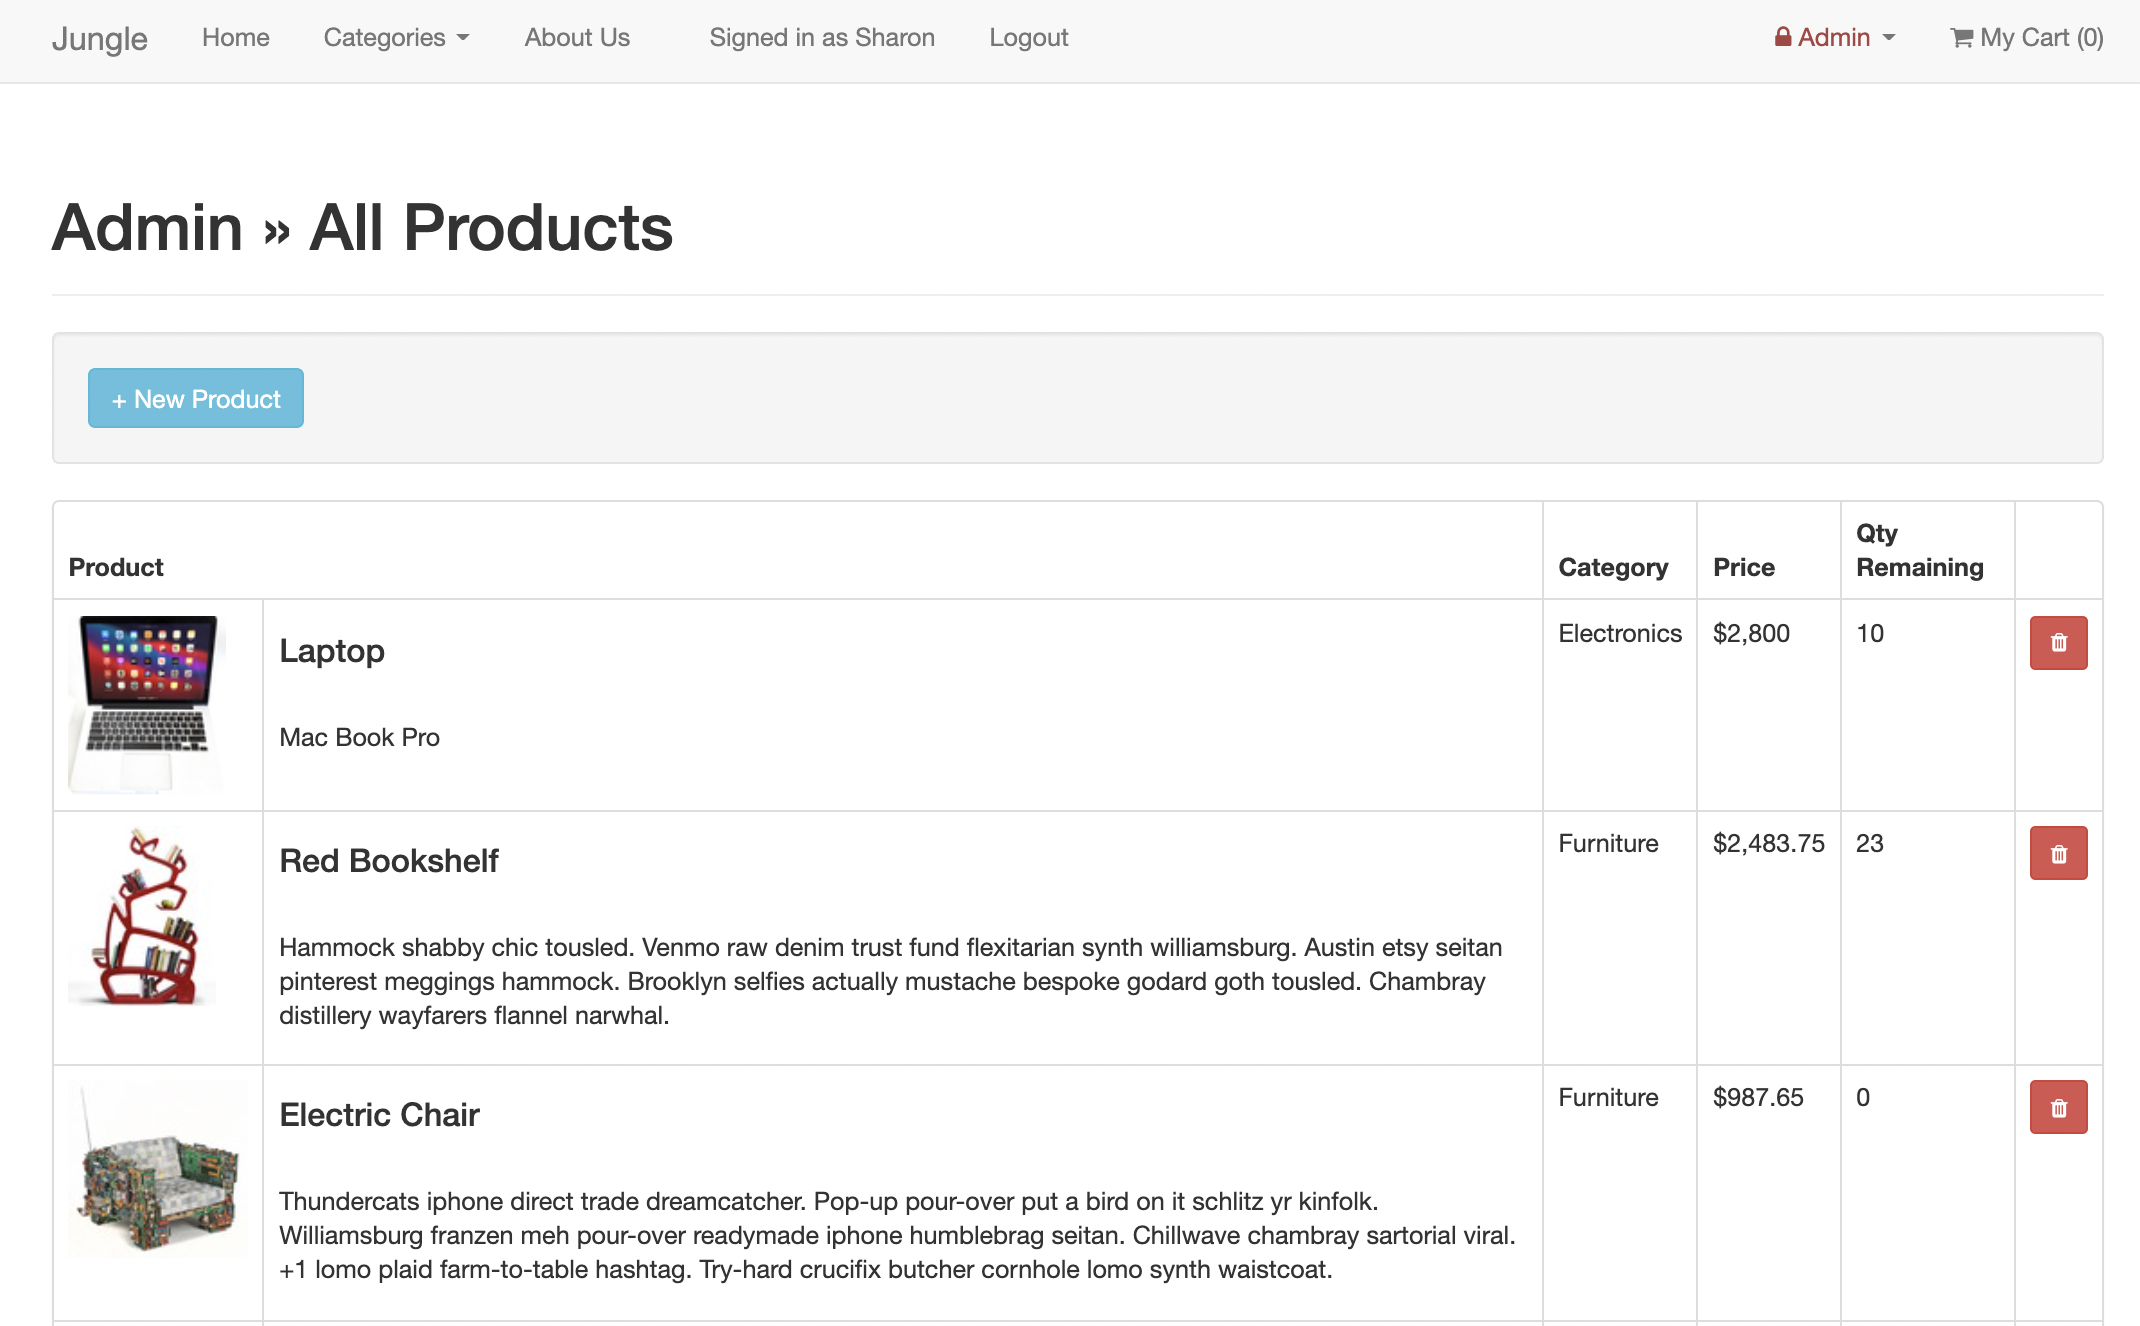 Jungle Home Categories About Us Signed in as Sharon Logout Admin My Cart (0)
Admin » All Products
+ New Product
Product Category Price Qty Remaining
Laptop Electronics $2,800 10
Mac Book Pro
Red Bookshelf Furniture $2,483.75 23
Hammock shabby chic tousled. Venmo raw denim trust fund flexitarian synth williamsburg. Austin etsy seitan
pinterest meggings hammock. Brooklyn selfies actually mustache bespoke godard goth tousled. Chambray
distillery wayfarers flannel narwhal.
Electric Chair Furniture $987.65 0
Thundercats iphone direct trade dreamcatcher. Pop-up pour-over put a bird on it schlitz yr kinfolk.
Williamsburg franzen meh pour-over readymade iphone humblebrag seitan. Chillwave chambray sartorial viral.
+1 lomo plaid farm-to-table hashtag. Try-hard crucifix butcher cornhole lomo synth waistcoat.